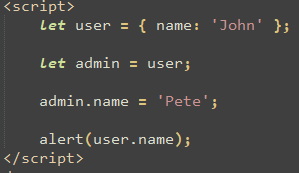 <script>
let user = { name: 'John' };
let admin = user;
admin.name = 'Pete';
alert(user.name);
</script>